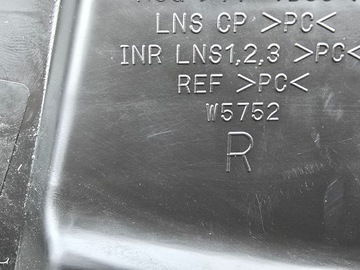 LNS CP >PC<
INR LNS1,2,3 >PC<
REF >PC<
W5752
R